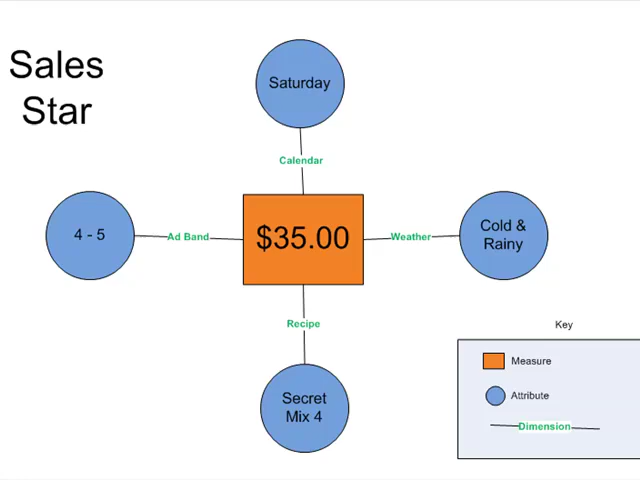 Sales
Star
Saturday
Calendar
4 - 5
Ad Band
$35.00
Weather
Cold &
Rainy
Recipe
Secret
Mix 4
Key
Measure
Attribute
Dimension